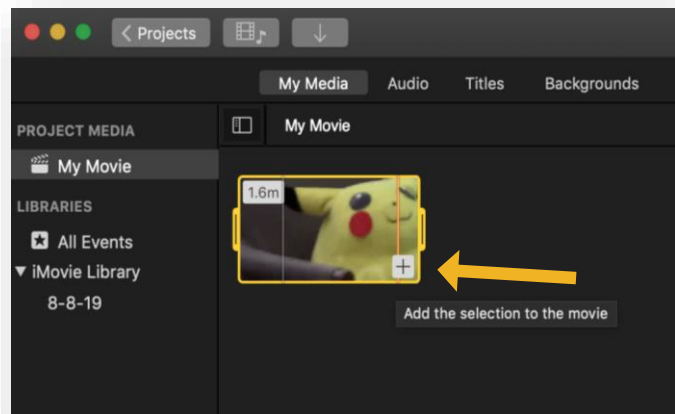 Projects
My Media Audio Titles Backgrounds
PROJECT MEDIA
My Movie
My Movie
LIBRARIES
All Events
iMovie Library
8-8-19
1.6m
Add the selection to the movie